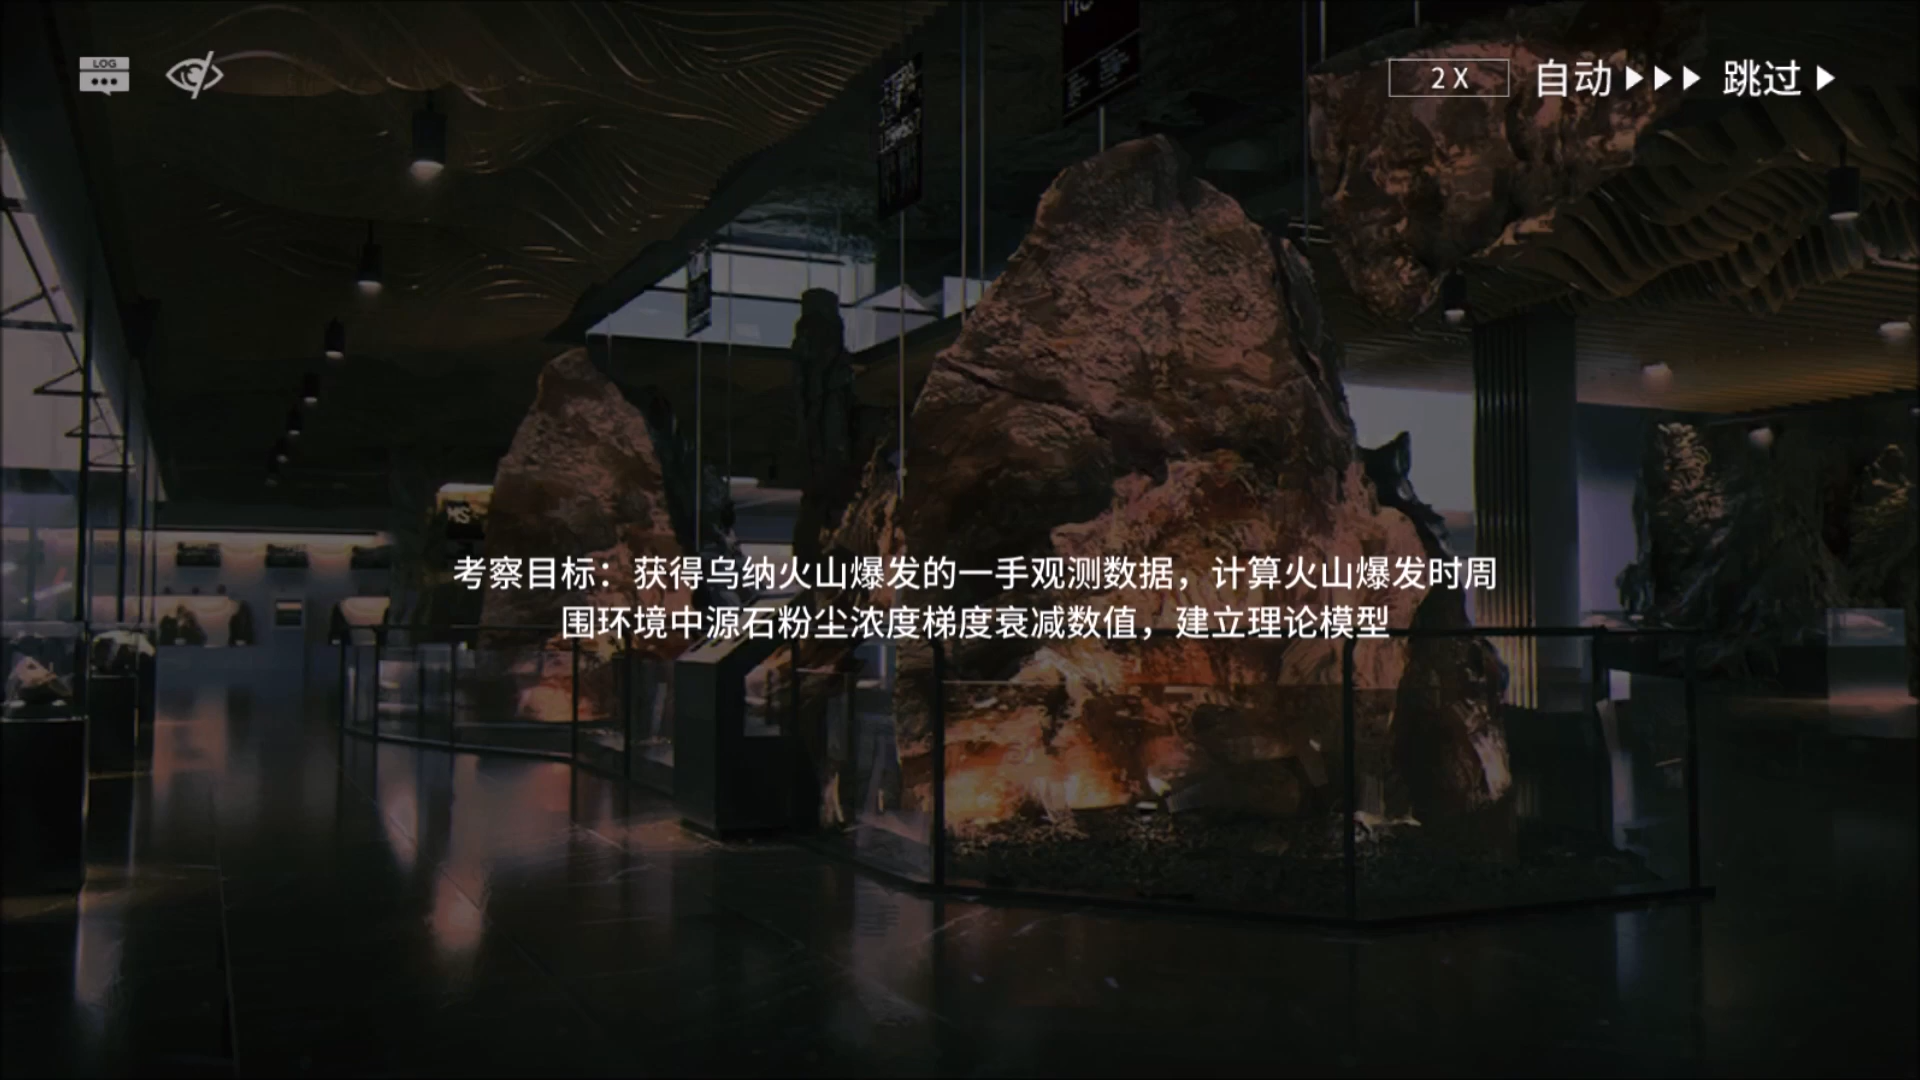 LOG
2X
自动
跳过
MS
考察目标：获得乌纳火山爆发的一手观测数据，计算火山爆发时周
围环境中源石粉尘浓度梯度衰减数值，建立理论模型